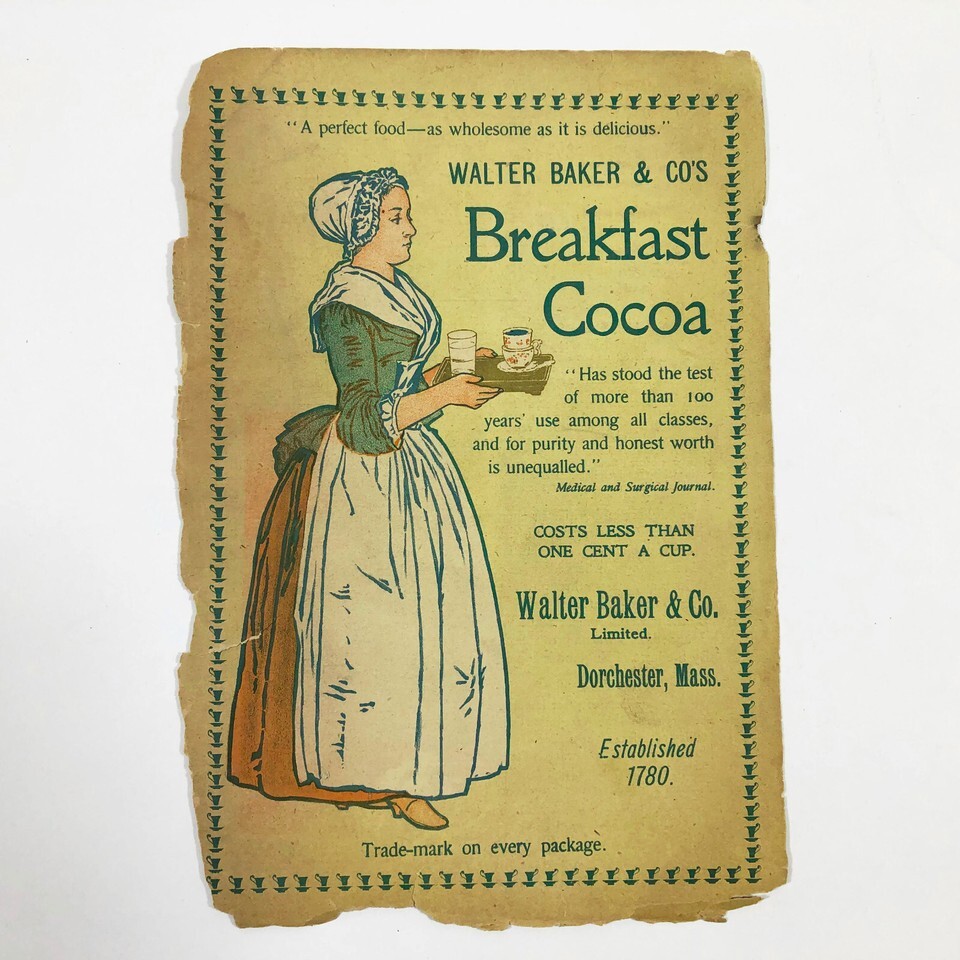 "A perfect food—as wholesome as it is delicious."
WALTER BAKER & CO'S
Breakfast
Cocoa
"Has stood the test
of more than 100
years' use among all classes,
and for purity and honest worth
is unequalled."
Medical and Surgical Journal.
COSTS LESS THAN
ONE CENT A CUP.
Walter Baker & Co.
Limited.
Dorchester, Mass.
Established
1780.
Trade-mark on every package.